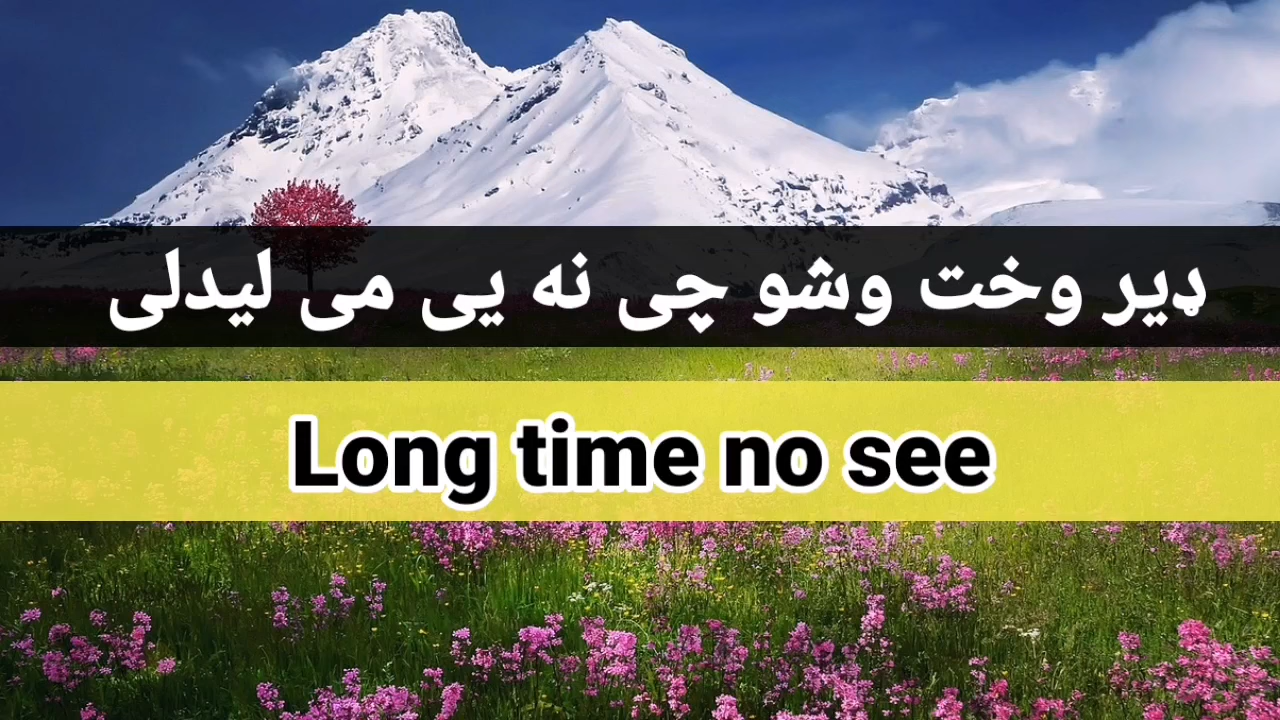 ډیر وخت وشو چی نه یی می لیدلی
Long time no see